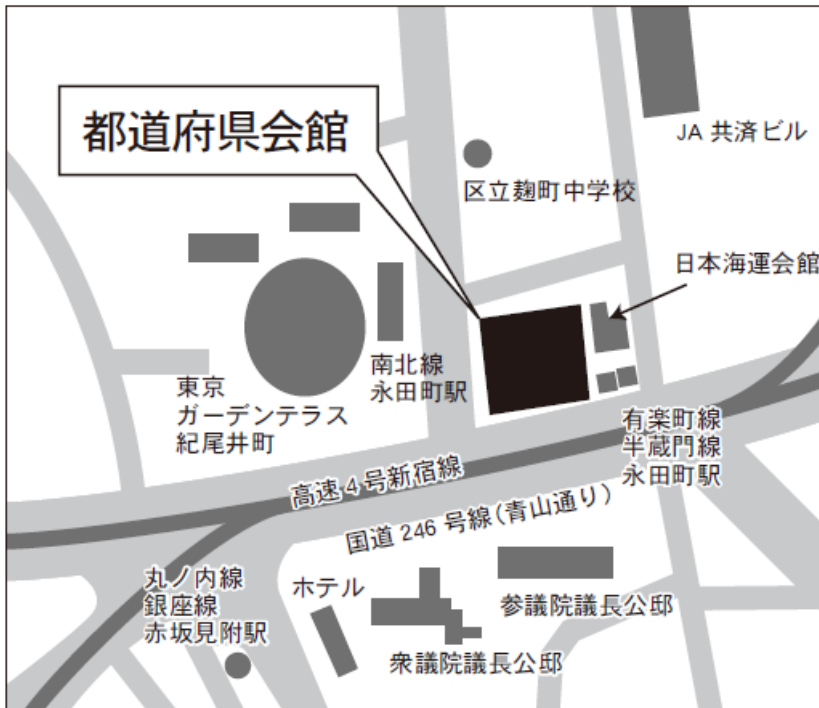 都道府県会館
JA 共済ビル
区立麹町中学校
日本海運会館
南北線
永田町駅
東京
ガーデンテラス
紀尾井町
有楽町線
半蔵門線
永田町駅
高速 4 号新宿線
国道 246 号線(青山通り)
丸ノ内線
銀座線
赤坂見附駅
ホテル
参議院議長公邸
衆議院議長公邸